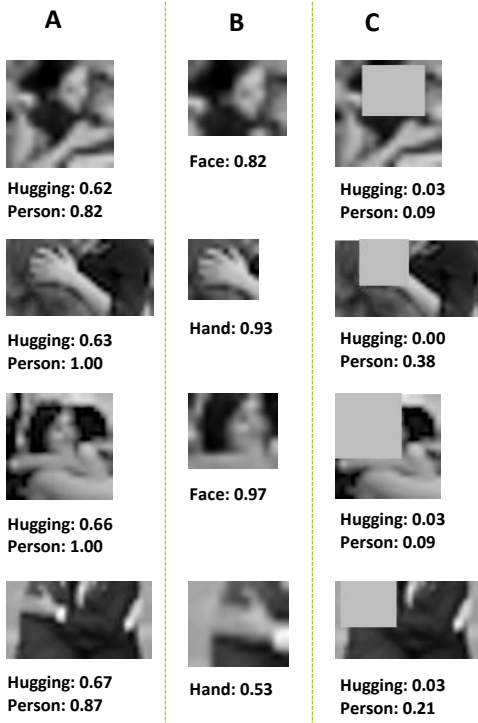 A B C
Hugging: 0.62
Person: 0.82
Face: 0.82
Hugging: 0.03
Person: 0.09
Hugging: 0.63
Person: 1.00
Hand: 0.93
Hugging: 0.00
Person: 0.38
Hugging: 0.66
Person: 1.00
Face: 0.97
Hugging: 0.03
Person: 0.09
Hugging: 0.67
Person: 0.87
Hand: 0.53
Hugging: 0.03
Person: 0.21